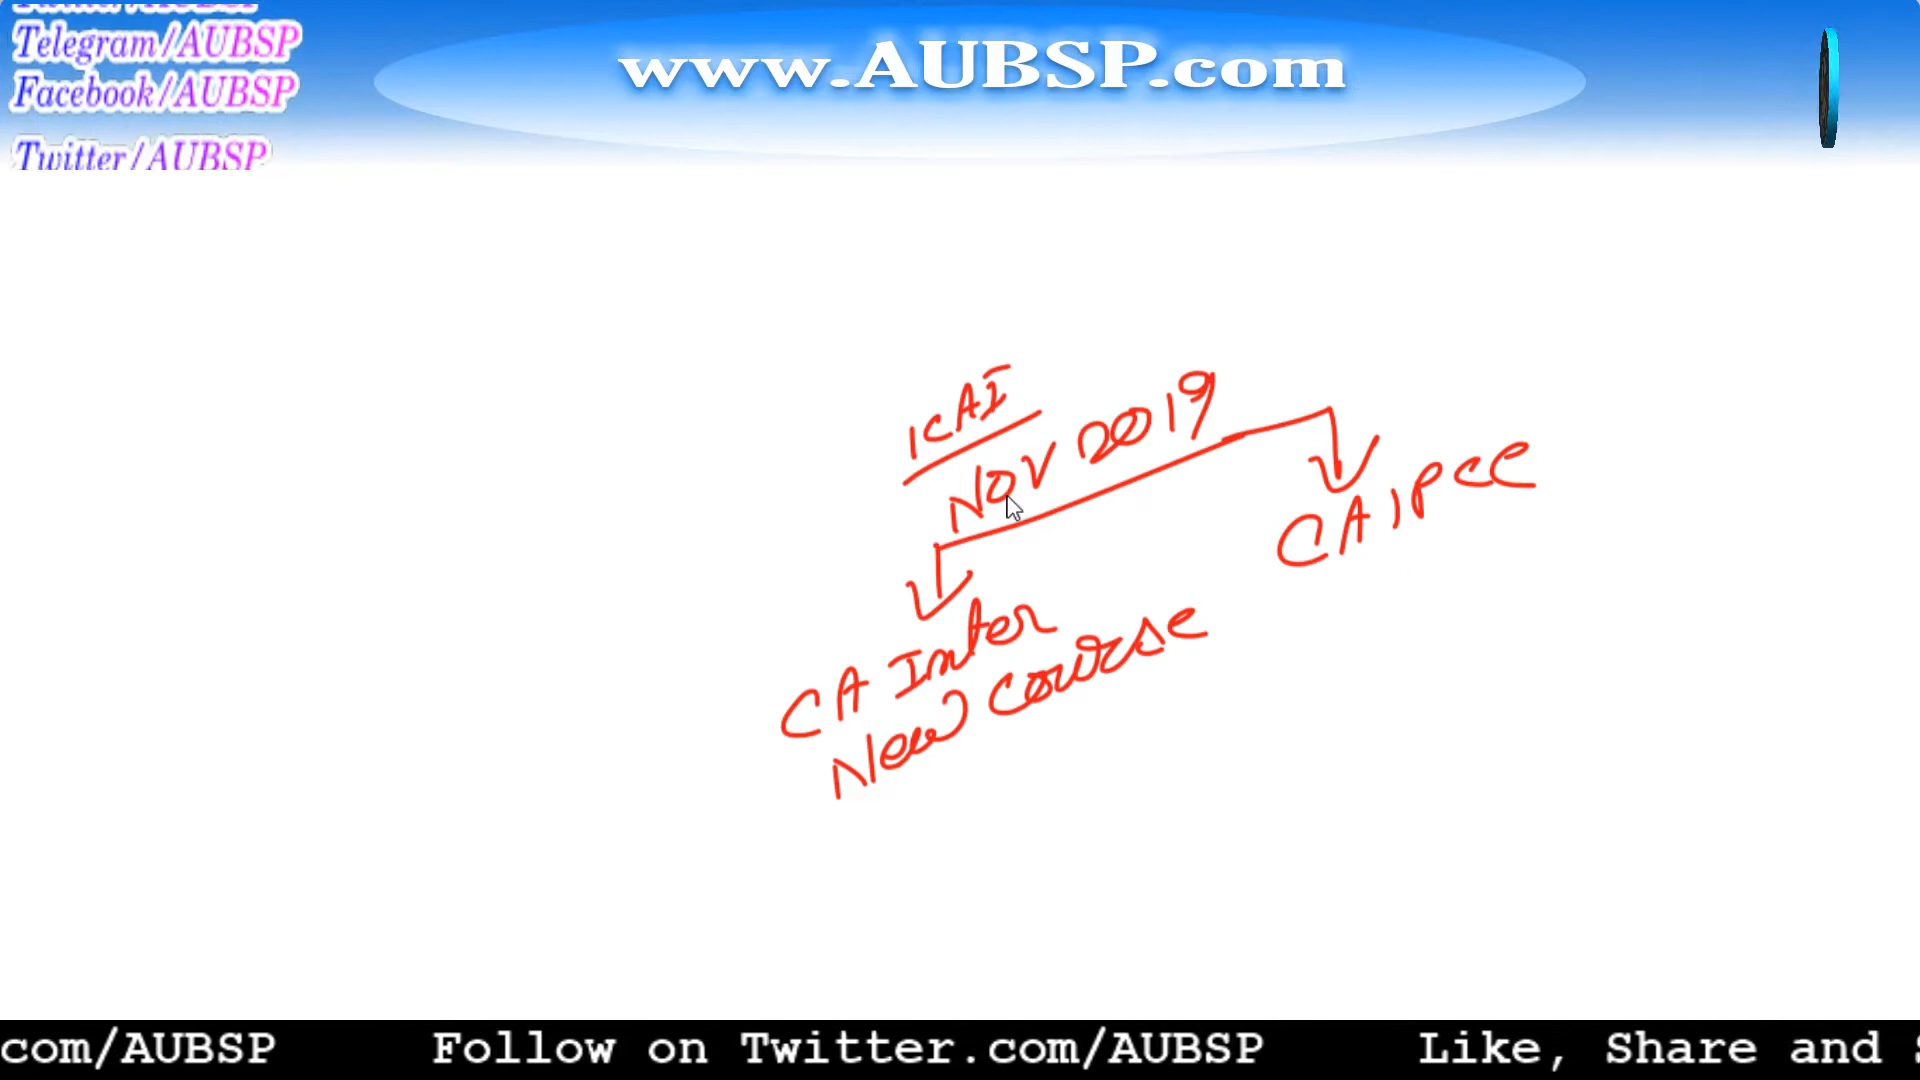 Telegram/AUBSP
Facebook/AUBSP
Twitter/AUBSP
www.AUBSP.com
ICAI
NOV 2019
CA IPCC
CA Inter
New Course
com/AUBSP Follow on Twitter.com/AUBSP Like, Share and